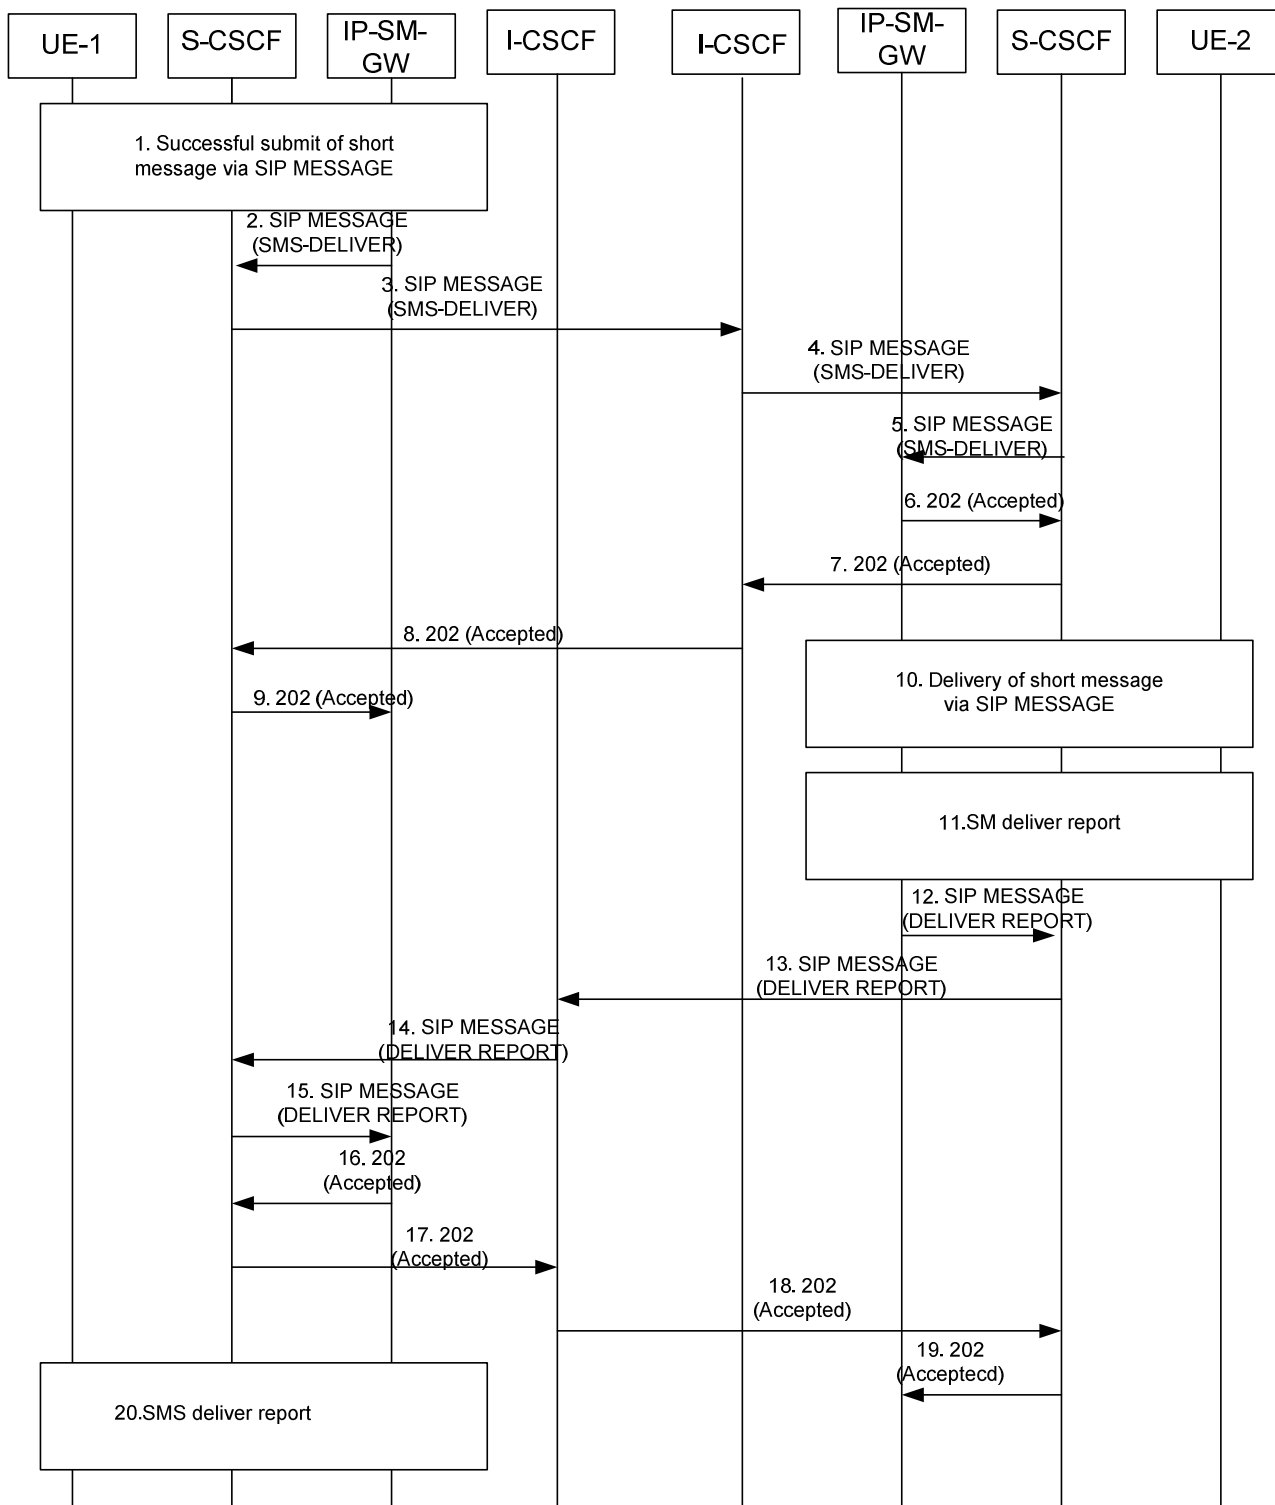 UE-1
S-CSCF
IP-SM-
GW
I-CSCF
I-CSCF
IP-SM-
GW
S-CSCF
UE-2
1. Successful submit of short
message via SIP MESSAGE
2. SIP MESSAGE
(SMS-DELIVER)
3. SIP MESSAGE
(SMS-DELIVER)
4. SIP MESSAGE
(SMS-DELIVER)
5. SIP MESSAGE
(SMS-DELIVER)
6. 202 (Accepted)
7. 202 (Accepted)
8. 202 (Accepted)
9. 202 (Accepted)
10. Delivery of short message
via SIP MESSAGE
11.SM deliver report
12. SIP MESSAGE
(DELIVER REPORT)
13. SIP MESSAGE
(DELIVER REPORT)
14. SIP MESSAGE
(DELIVER REPORT)
15. SIP MESSAGE
(DELIVER REPORT)
16. 202
(Accepted)
17. 202
(Accepted)
18. 202
(Accepted)
19. 202
(Acceptecd)
20.SMS deliver report